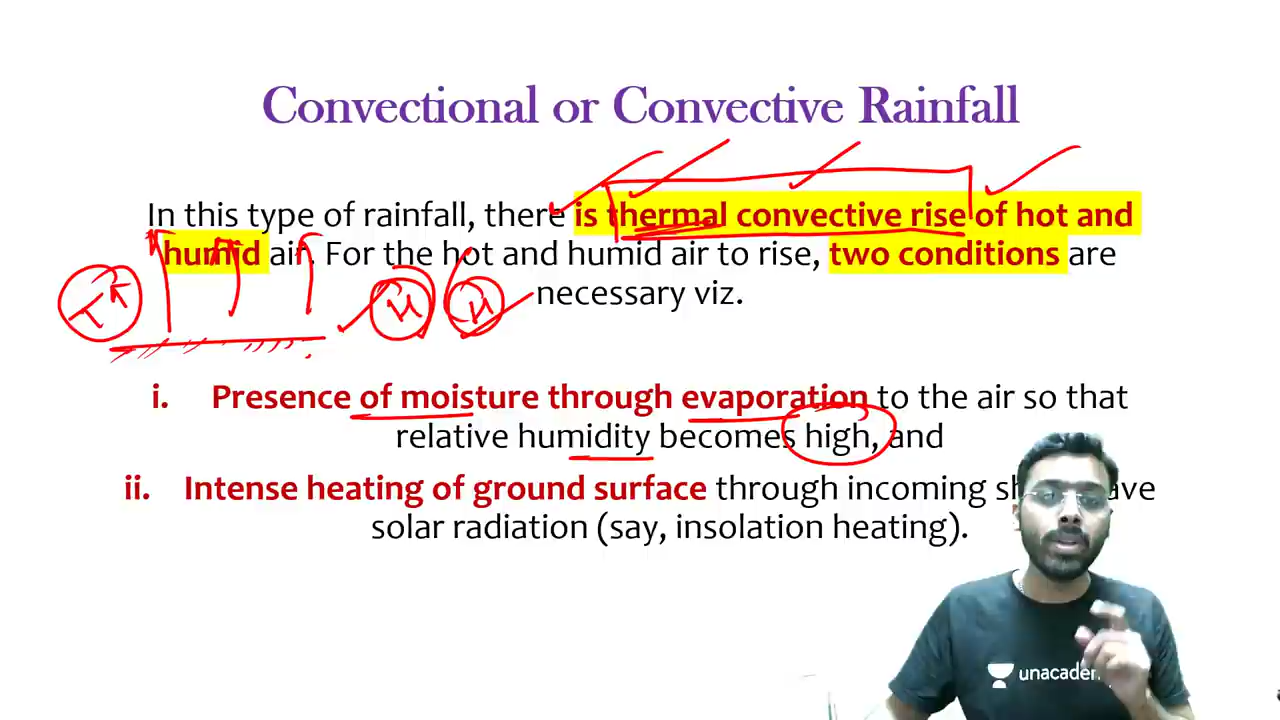 Convectional or Convective Rainfall
In this type of rainfall, there is thermal convective rise of hot and
humid air. For the hot and humid air to rise, two conditions are
necessary viz.
T
H H
i. Presence of moisture through evaporation to the air so that
relative humidity becomes high, and
ii. Intense heating of ground surface through incoming
solar radiation (say, insolation heating).
unacadem